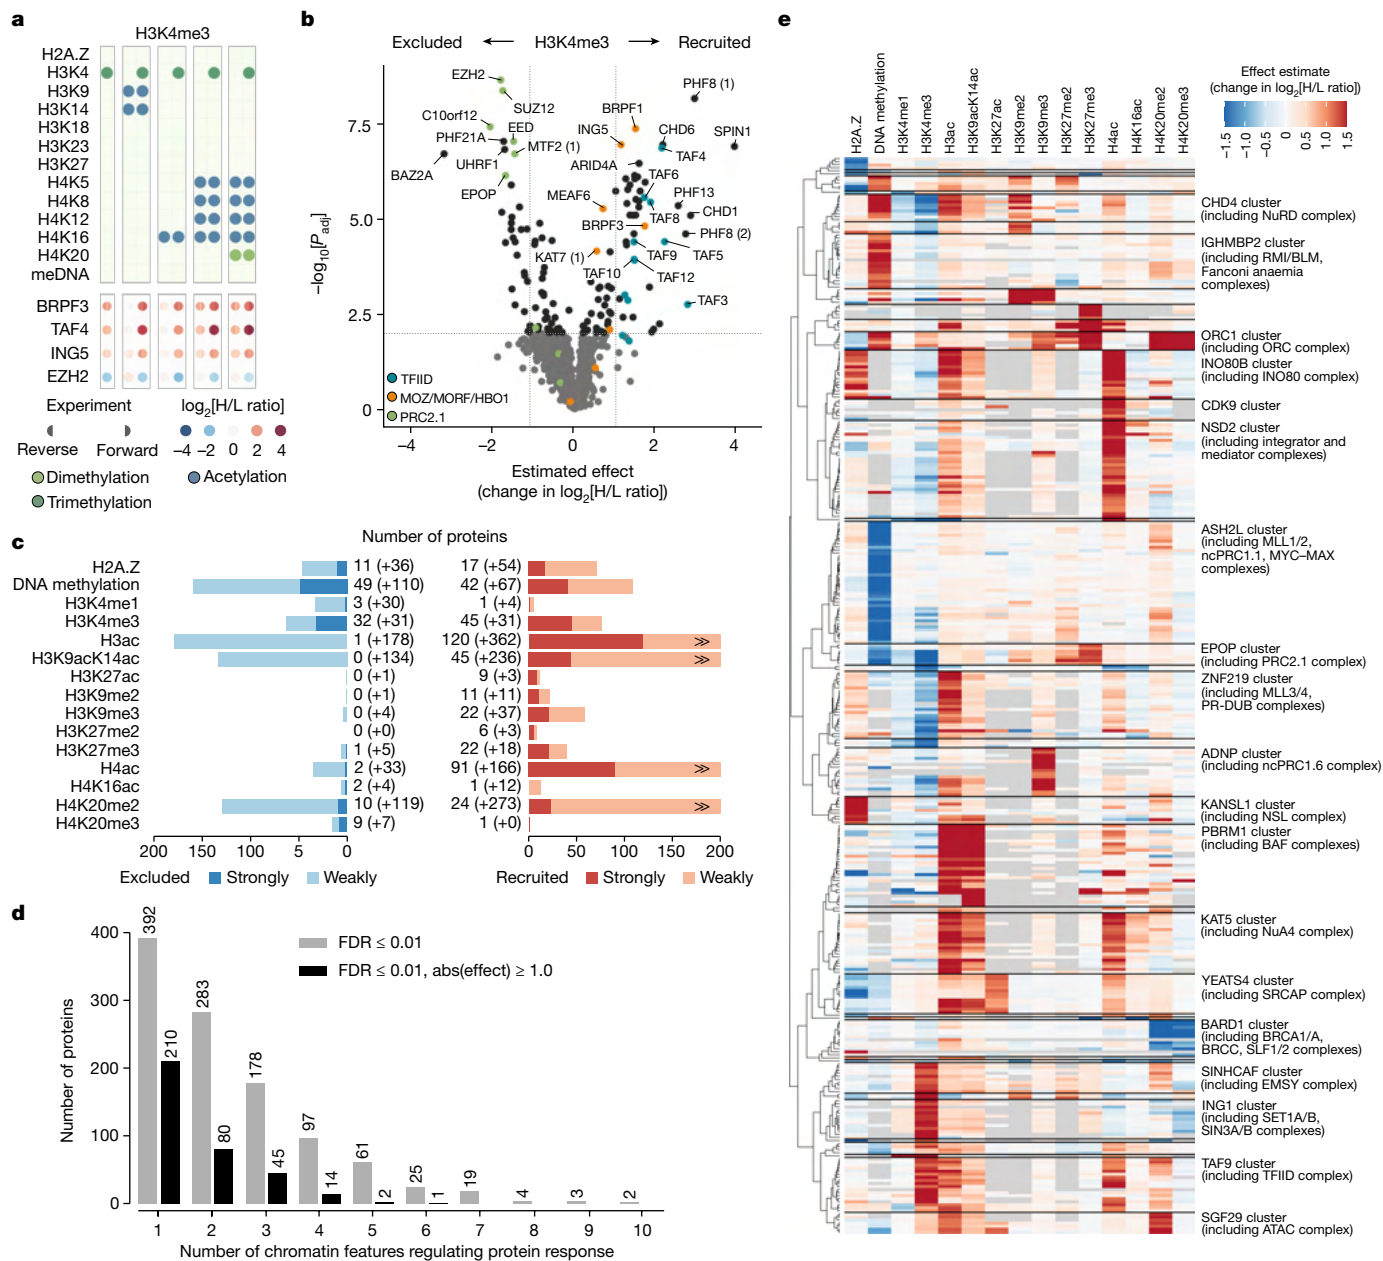 a
H3K4me3
H2A.Z
H3K4
H3K9
H3K14
H3K18
H3K23
H3K27
H4K5
H4K8
H4K12
H4K16
H4K20
meDNA
BRPF3
TAF4
ING5
EZH2
Experiment
log2[H/L ratio]
Reverse
Forward
−4 −2 0 2 4
Dimethylation
Acetylation
Trimethylation
b
Excluded
H3K4me3
Recruited
−log10[Padj]
7.5
5.0
2.5
0
EZH2
SUZ12
C10orf12
PHF21A
EED
MTF2 (1)
UHRF1
BAZ2A
EPOP
PHF8 (1)
BRPF1
ING5
CHD6
SPIN1
TAF4
ARID4A
TAF6
PHF13
MEAF6
CHD1
TAF8
BRPF3
PHF8 (2)
KAT7 (1)
TAF9
TAF5
TAF10
TAF12
TAF3
TFIID
MOZ/MORF/HBO1
PRC2.1
−4 −2 0 2 4
Estimated effect
(change in log2[H/L ratio])
c
Number of proteins
H2A.Z 11 (+36) 17 (+54)
DNA methylation 49 (+110) 42 (+67)
H3K4me1 3 (+30) 1 (+4)
H3K4me3 32 (+31) 45 (+31)
H3ac 1 (+178) 120 (+362) >>
H3K9acK14ac 0 (+134) 45 (+236) >>
H3K27ac 0 (+1) 9 (+3)
H3K9me2 0 (+1) 11 (+11)
H3K9me3 0 (+4) 22 (+37)
H3K27me2 0 (+0) 6 (+3)
H3K27me3 1 (+5) 22 (+18)
H4ac 2 (+33) 91 (+166) >>
H4K16ac 2 (+4) 1 (+12)
H4K20me2 10 (+119) 24 (+273) >>
H4K20me3 9 (+7) 1 (+0)
200 150 100 5 0
0 50 100 150 200
Excluded Strongly Weakly
Recruited Strongly Weakly
d
Number of proteins
400
300
200
100
0
392
210
283
80
178
45
97
14
61
2
25
1
19
4
3
2
FDR ≤ 0.01
FDR ≤ 0.01, abs(effect) ≥ 1.0
1 2 3 4 5 6 7 8 9 10
Number of chromatin features regulating protein response
e
H2A.Z
DNA methylation
H3K4me1
H3K4me3
H3ac
H3K9acK14ac
H3K27ac
H3K9me2
H3K9me3
H3K27me2
H3K27me3
H4ac
H4K16ac
H4K20me2
H4K20me3
Effect estimate
(change in log2[H/L ratio])
−1.5
−1.0
−0.5
0
0.5
1.0
1.5
CHD4 cluster
(including NuRD complex)
IGHMBP2 cluster
(including RMI/BLM,
Fanconi anaemia
complexes)
ORC1 cluster
(including ORC complex)
INO80B cluster
(including INO80 complex)
CDK9 cluster
NSD2 cluster
(including integrator and
mediator complexes)
ASH2L cluster
(including MLL1/2,
ncPRC1.1, MYC–MAX
complexes)
EPOP cluster
(including PRC2.1 complex)
ZNF219 cluster
(including MLL3/4,
PR-DUB complexes)
ADNP cluster
(including ncPRC1.6 complex)
KANSL1 cluster
(including NSL complex)
PBRM1 cluster
(including BAF complexes)
KAT5 cluster
(including NuA4 complex)
YEATS4 cluster
(including SRCAP complex)
BARD1 cluster
(including BRCA1/A,
BRCC, SLF1/2 complexes)
SINHCAF cluster
(including EMSY complex)
ING1 cluster
(including SET1A/B,
SIN3A/B complexes)
TAF9 cluster
(including TFIID complex)
SGF29 cluster
(including ATAC complex)